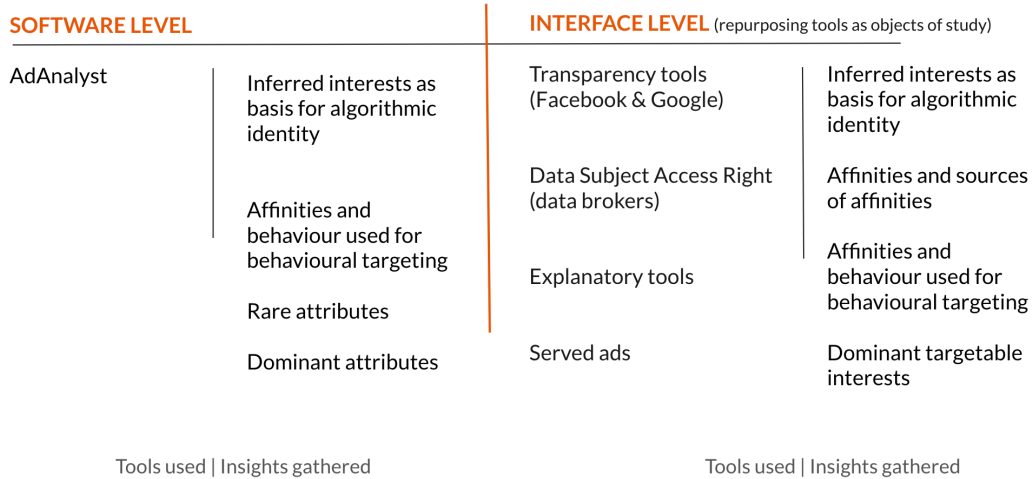 SOFTWARE LEVEL
AdAnalyst
Inferred interests as
basis for algorithmic
identity
Affinities and
behaviour used for
behavioural targeting
Rare attributes
Dominant attributes
Tools used | Insights gathered
INTERFACE LEVEL (repurposing tools as objects of study)
Transparency tools
(Facebook & Google)
Data Subject Access Right
(data brokers)
Explanatory tools
Served ads
Inferred interests as
basis for algorithmic
identity
Affinities and sources
of affinities
Affinities and
behaviour used for
behavioural targeting
Dominant targetable
interests
Tools used | Insights gathered